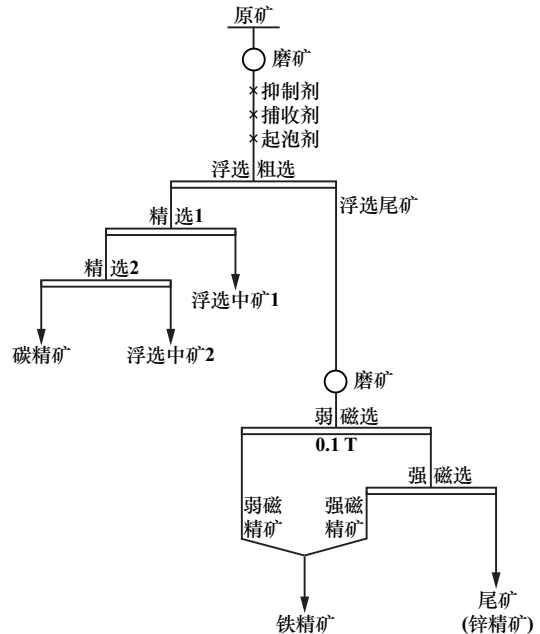 原矿
磨矿
抑制剂
捕收剂
起泡剂
浮选 粗选
浮选尾矿
精 选1
精 选2
浮选中矿1
碳精矿
浮选中矿2
磨矿
弱 磁选
0.1 T
强 磁选
弱磁
精矿
强磁
精矿
铁精矿
尾矿
(锌精矿)